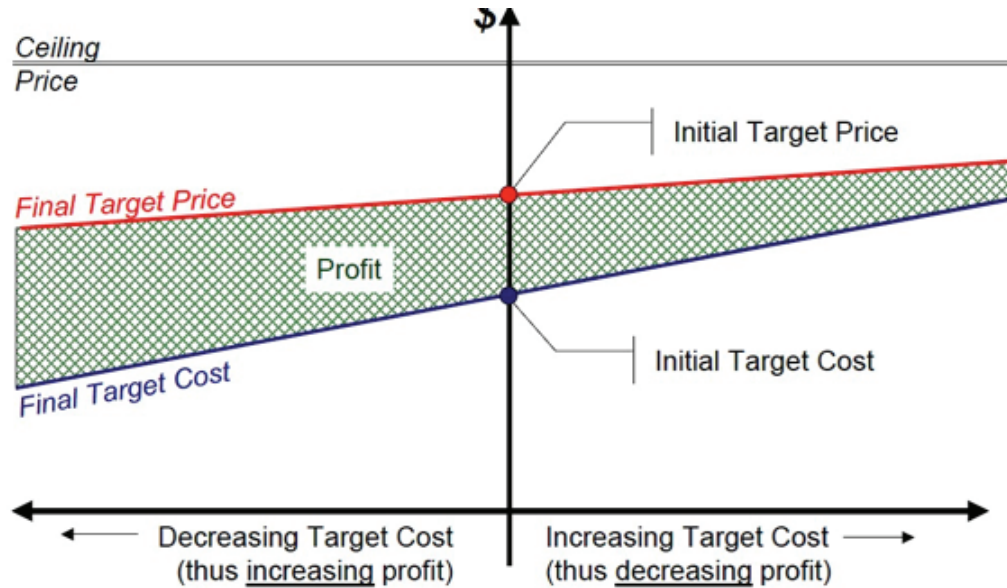 $
Ceiling
Price
Initial Target Price
Final Target Price
Profit
Initial Target Cost
Final Target Cost
Decreasing Target Cost
(thus increasing profit)
Increasing Target Cost
(thus decreasing profit)